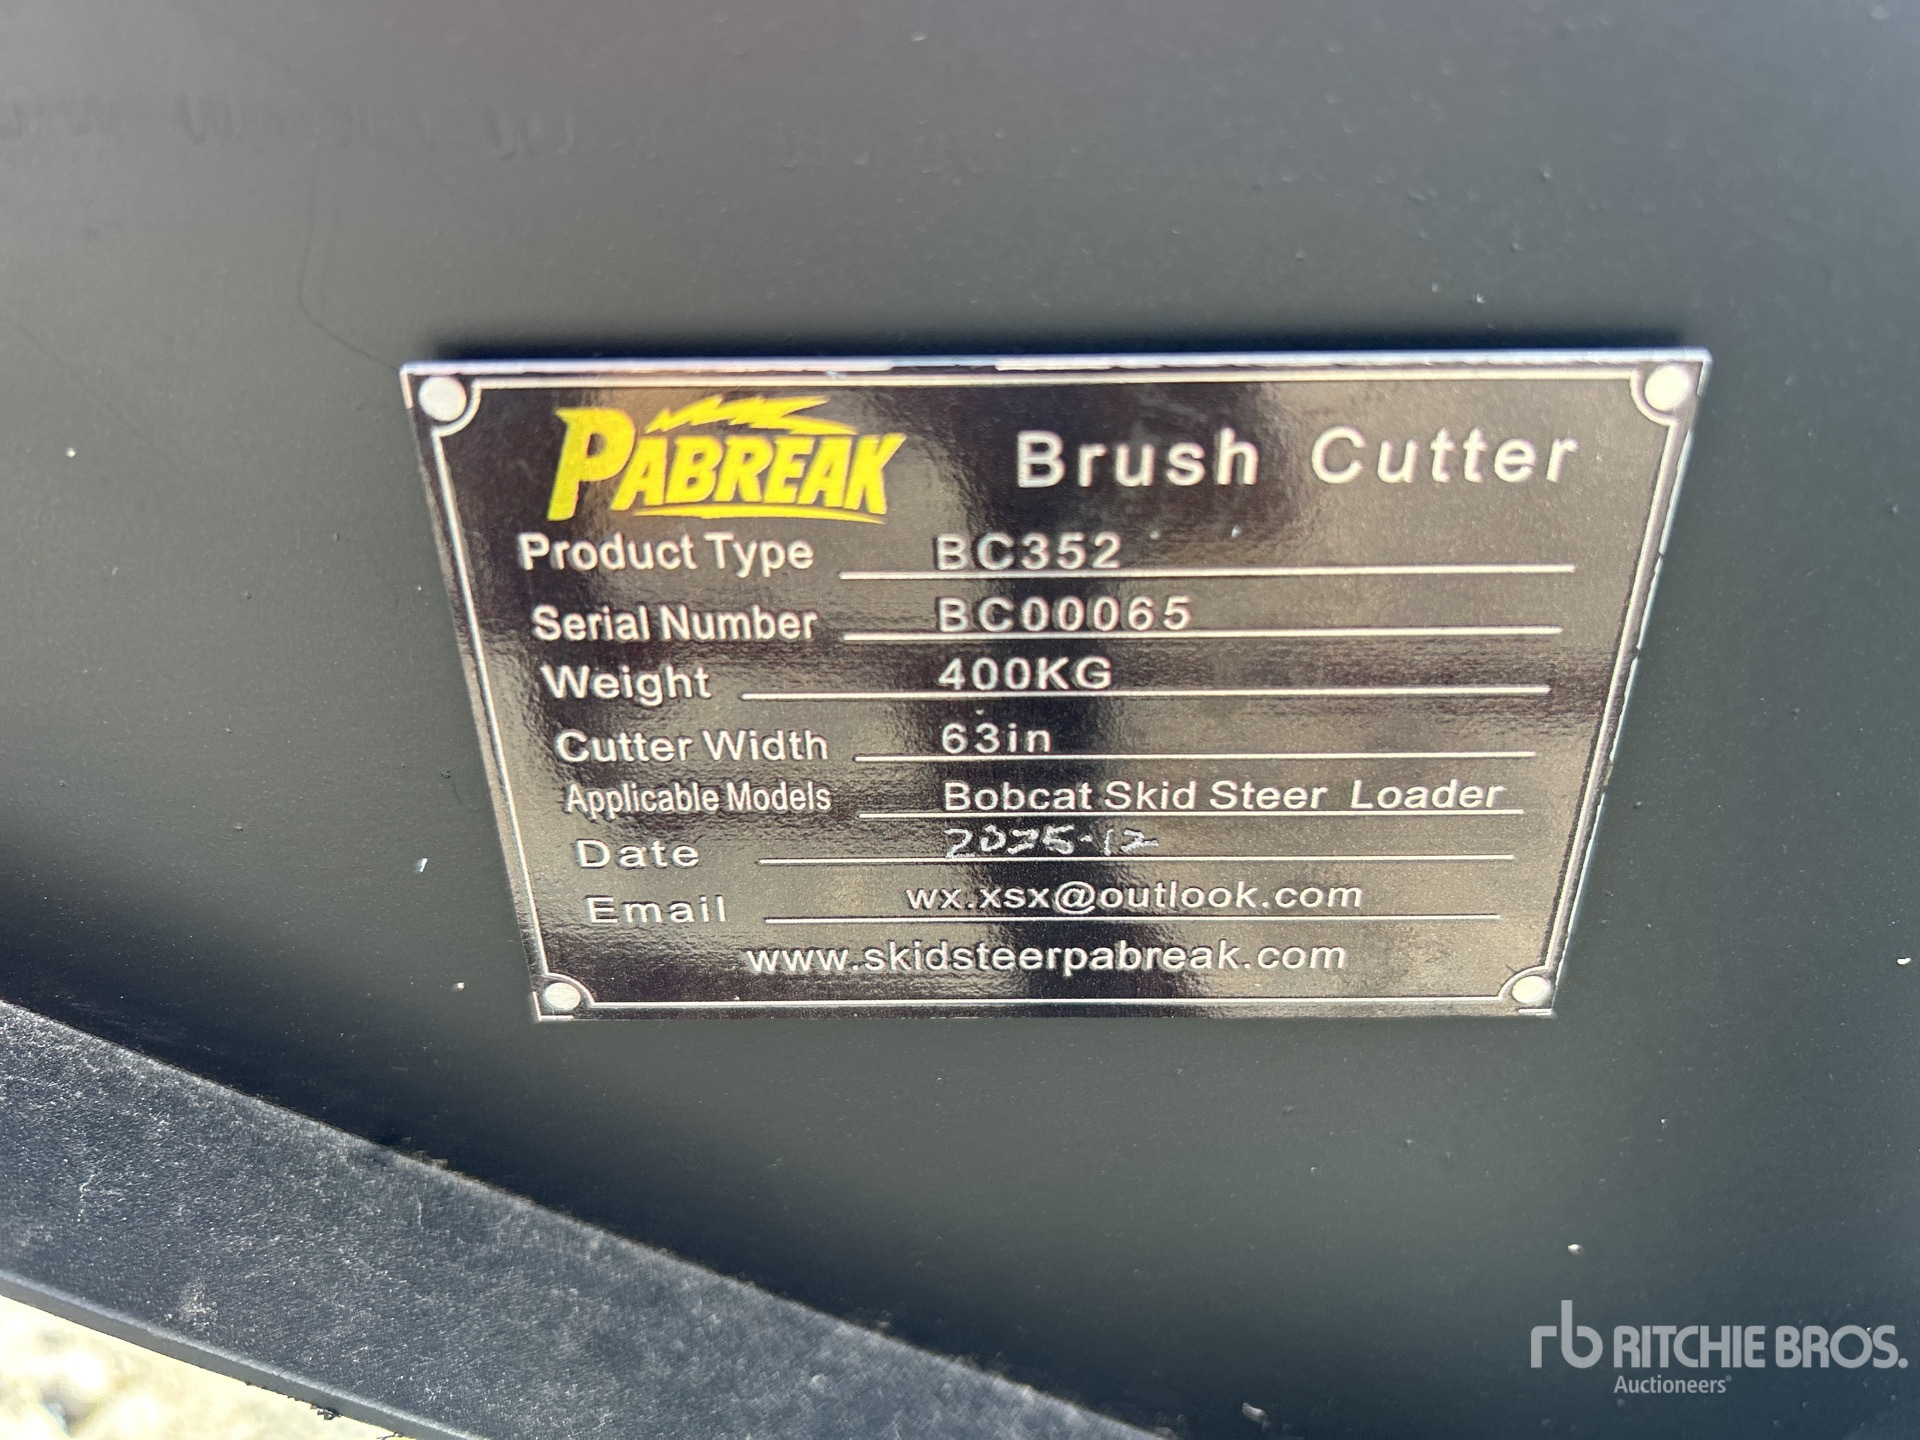 PABREAK Brush Cutter
Product Type BC352
Serial Number BC00065
Weight 400KG
Cutter Width 63in
Applicable Models Bobcat Skid Steer Loader
Date 2025-12
Email wx.xsx@outlook.com
www.skidsteerpabreak.com
rb RITCHIE BROS.
Auctioneers